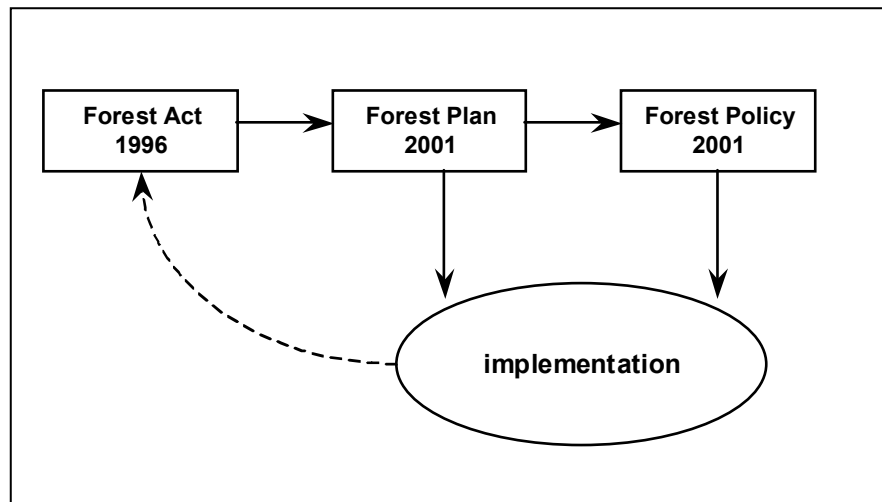 Forest Act
1996
Forest Plan
2001
Forest Policy
2001
implementation